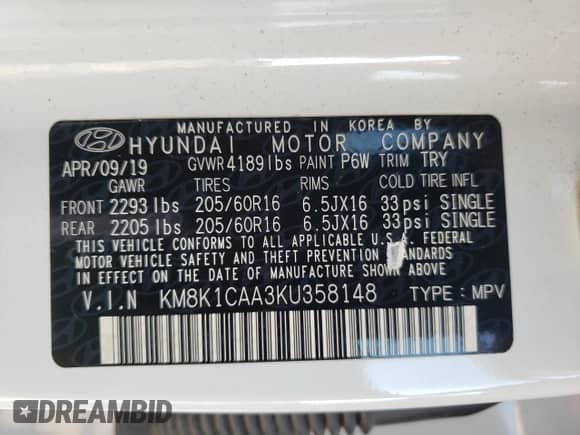 MANUFACTURED IN KOREA BY
HYUNDAI MOTOR COMPANY
APR/09/19 GVWR 4189lbs PAINT P6W TRIM TRY
GAWR TIRES RIMS COLD TIRE INFL
FRONT 2293 lbs 205/60R16 6.5JX16 33psi SINGLE
REAR 2205 lbs 205/60R16 6.5JX16 33psi SINGLE
THIS VEHICLE CONFORMS TO ALL APPLICABLE U.S. FEDERAL
MOTOR VEHICLE SAFETY AND THEFT PREVENTION STANDARDS
IN EFFECT ON THE DATE OF MANUFACTURE SHOWN ABOVE
V.I.N KM8K1CAA3KU358148 TYPE : MPV
DREAMBID